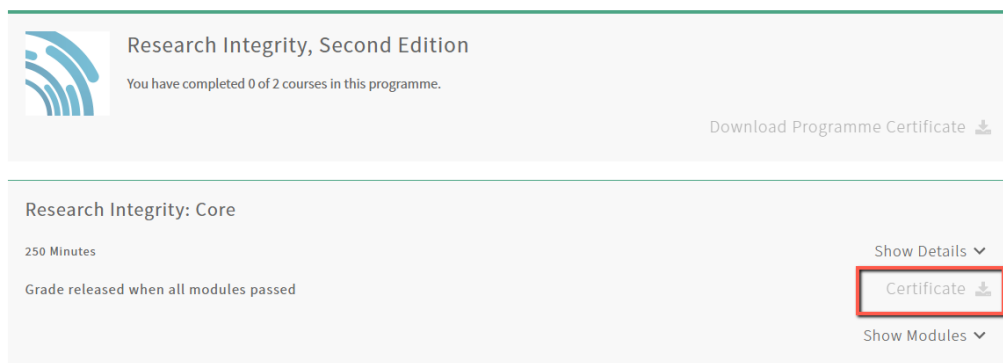 Research Integrity, Second Edition
You have completed 0 of 2 courses in this programme.
Download Programme Certificate
Research Integrity: Core
250 Minutes
Show Details
Grade released when all modules passed
Certificate
Show Modules